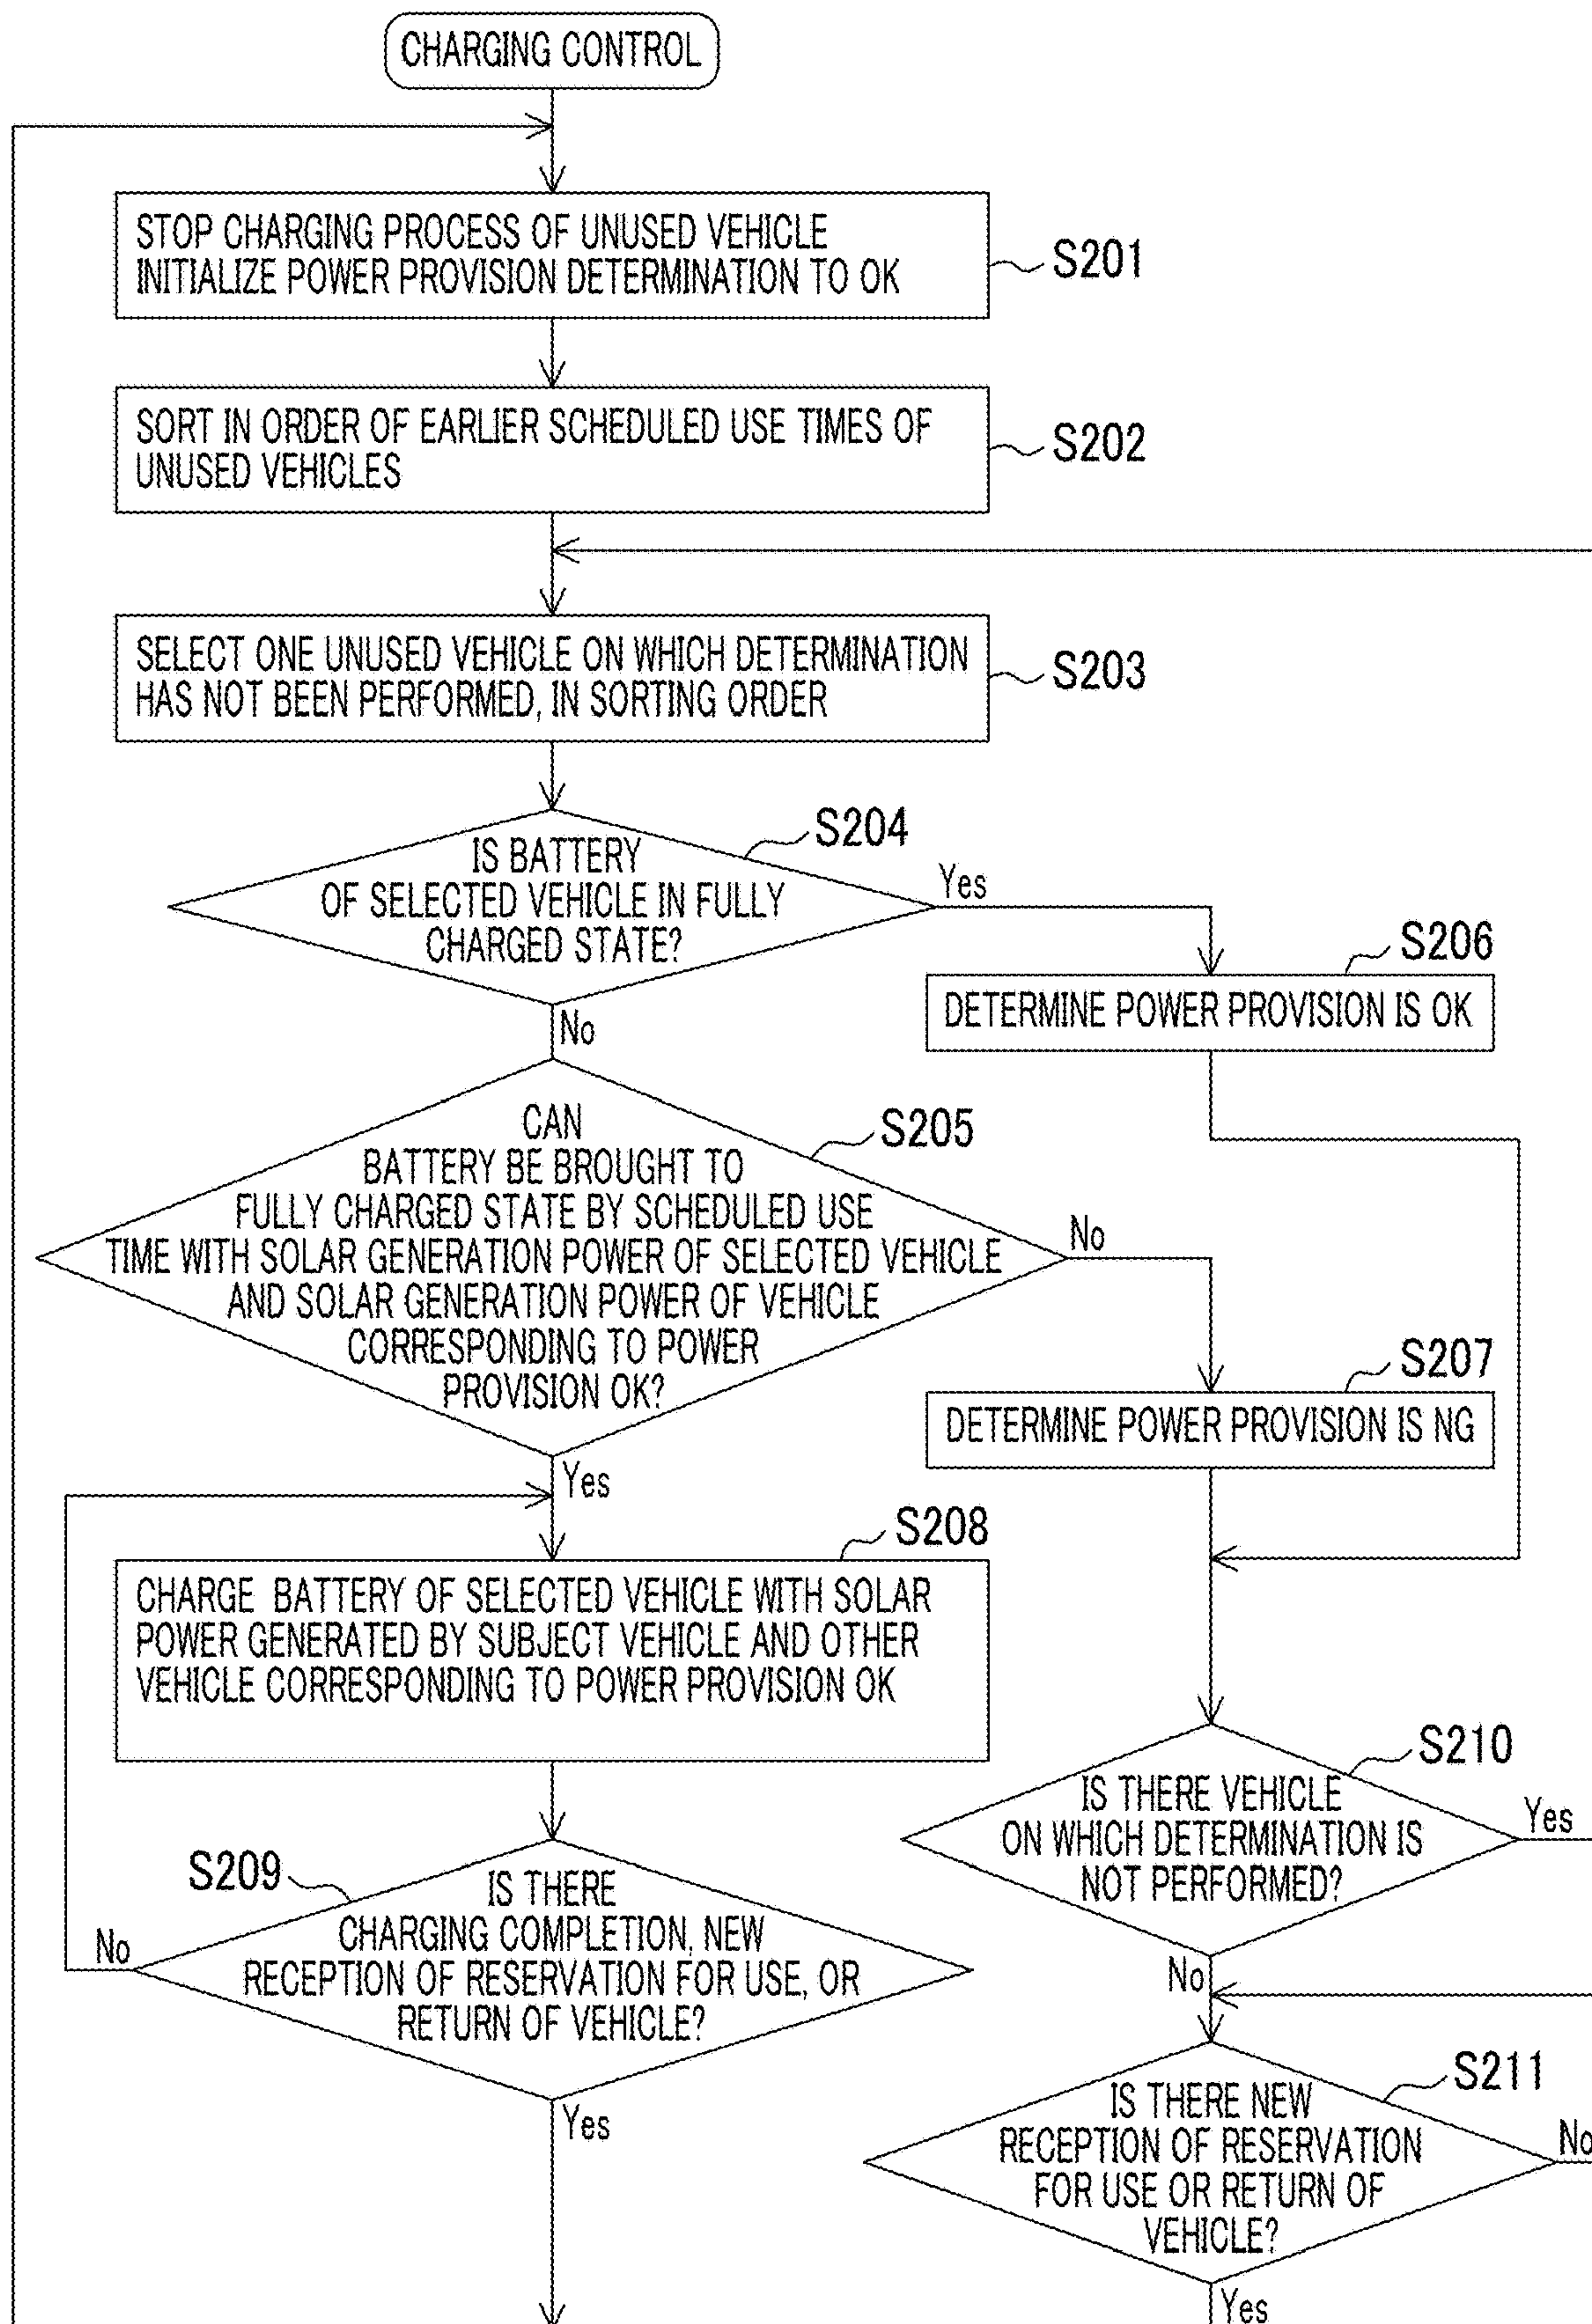 CHARGING CONTROL
STOP CHARGING PROCESS OF UNUSED VEHICLE
INITIALIZE POWER PROVISION DETERMINATION TO OK
S201
SORT IN ORDER OF EARLIER SCHEDULED USE TIMES OF
UNUSED VEHICLES
S202
SELECT ONE UNUSED VEHICLE ON WHICH DETERMINATION
HAS NOT BEEN PERFORMED, IN SORTING ORDER
S203
S204
IS BATTERY
OF SELECTED VEHICLE IN FULLY
CHARGED STATE?
Yes
No
S206
DETERMINE POWER PROVISION IS OK
S205
CAN
BATTERY BE BROUGHT TO
FULLY CHARGED STATE BY SCHEDULED USE
TIME WITH SOLAR GENERATION POWER OF SELECTED VEHICLE
AND SOLAR GENERATION POWER OF VEHICLE
CORRESPONDING TO POWER
PROVISION OK?
No
Yes
S207
DETERMINE POWER PROVISION IS NG
S208
CHARGE BATTERY OF SELECTED VEHICLE WITH SOLAR
POWER GENERATED BY SUBJECT VEHICLE AND OTHER
VEHICLE CORRESPONDING TO POWER PROVISION OK
S209
IS THERE
CHARGING COMPLETION, NEW
RECEPTION OF RESERVATION FOR USE, OR
RETURN OF VEHICLE?
No
Yes
S210
IS THERE VEHICLE
ON WHICH DETERMINATION IS
NOT PERFORMED?
Yes
No
S211
IS THERE NEW
RECEPTION OF RESERVATION
FOR USE OR RETURN OF
VEHICLE?
No
Yes